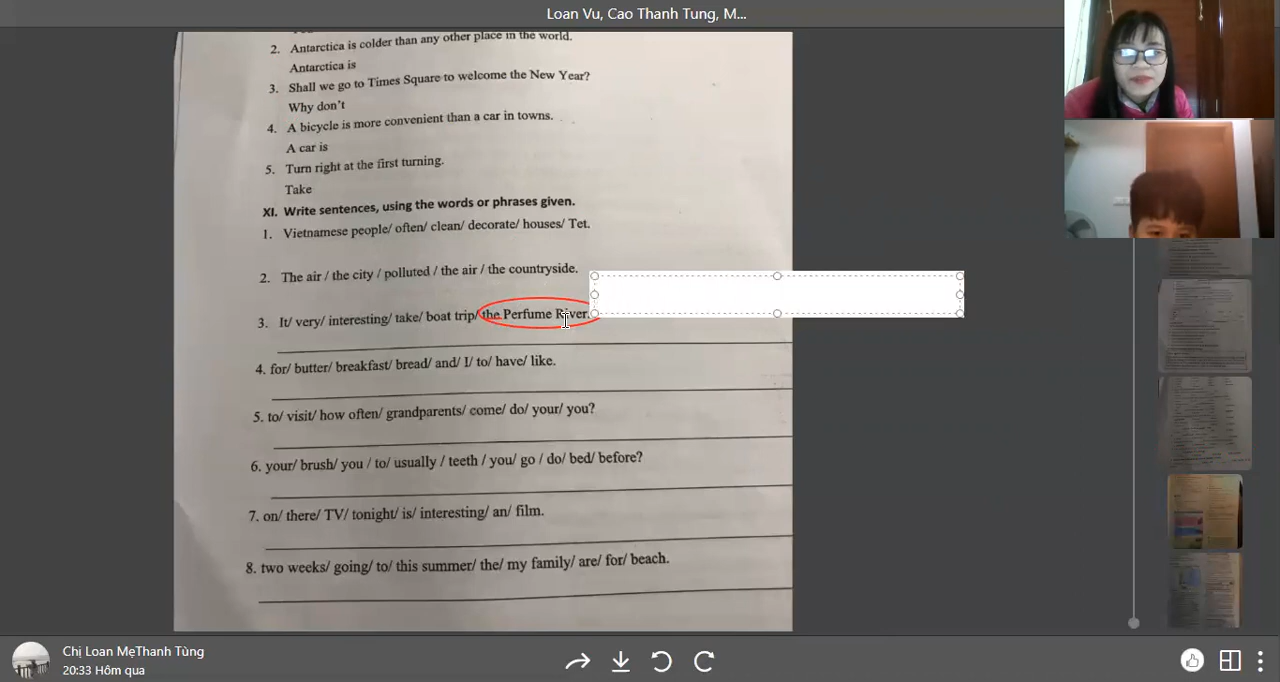 Loan Vu, Cao Thanh Tung, M...
2. Antarctica is colder than any other place in the world.
Antarctica is
3. Shall we go to Times Square to welcome the New Year?
Why don't
4. A bicycle is more convenient than a car in towns.
A car is
5. Turn right at the first turning.
Take
XI. Write sentences, using the words or phrases given.
1. Vietnamese people/ often/ clean/ decorate/ houses/ Tet.
2. The air / the city / polluted / the air / the countryside.
3. It/ very/ interesting/ take/ boat trip/ the Perfume River.
4. for/ butter/ breakfast/ bread/ and/ I/ to/ have/ like.
5. to/ visit/ how often/ grandparents/ come/ do/ your/ you?
6. your/ brush/ you / to/ usually / teeth / you/ go / do/ bed/ before?
7. on/ there/ TV/ tonight/ is/ interesting/ an/ film.
8. two weeks/ going/ to/ this summer/ the/ my family/ are/ for/ beach.
Chị Loan MẹThanh Tùng
20:33 Hôm qua